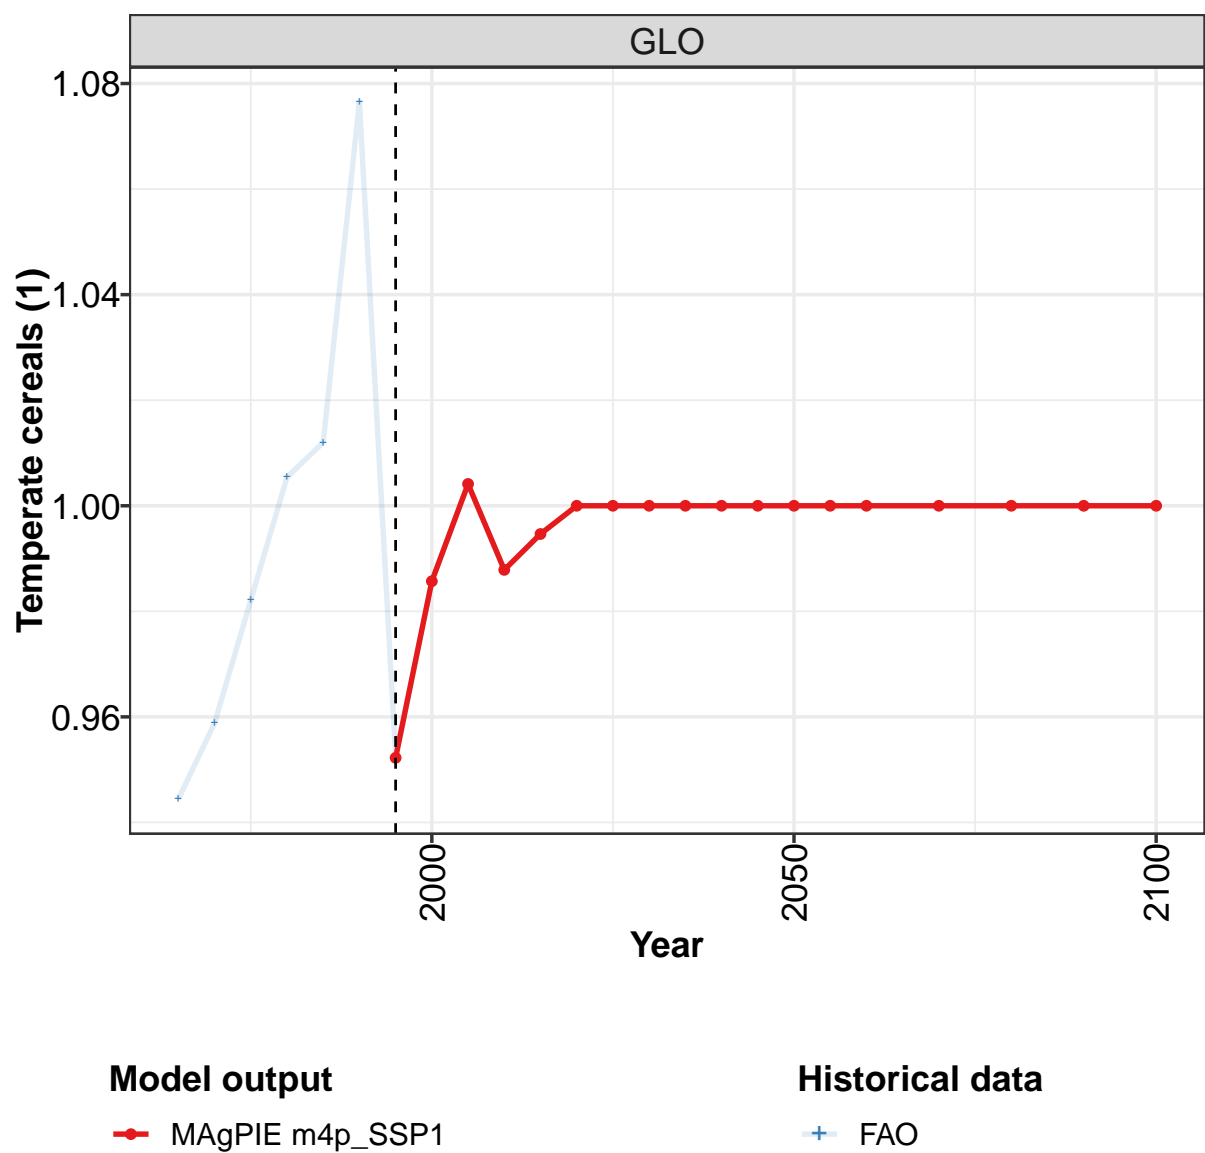 GLO
1.08
1.04
1.00
0.96
Temperate cereals (1)
2000
2050
2100
Year
Model output
MAgPIE m4p_SSP1
Historical data
FAO